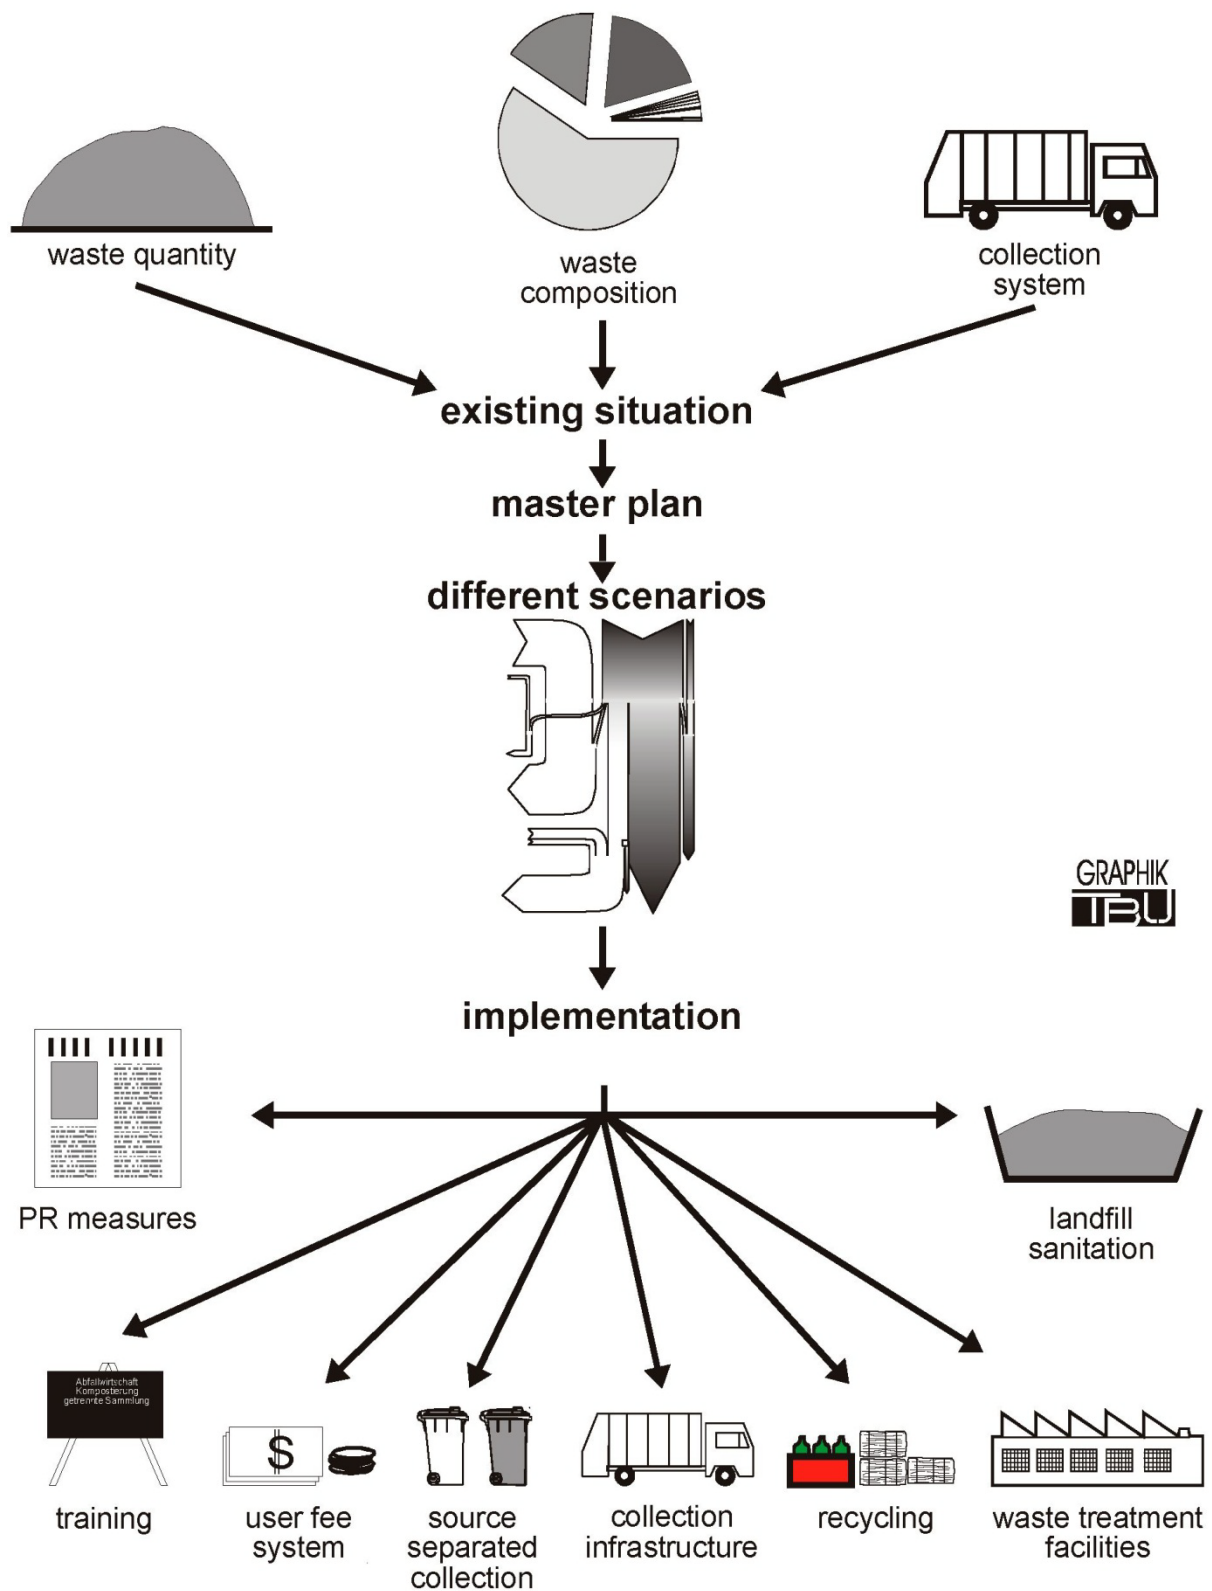 waste quantity
waste
composition
collection
system
existing situation
master plan
different scenarios
GRAPHIK
TBU
implementation
PR measures
landfill
sanitation
Abfallwirtschaft
Kompostierung
getrennte Sammlung
$
training
user fee
system
source
separated
collection
collection
infrastructure
recycling
waste treatment
facilities